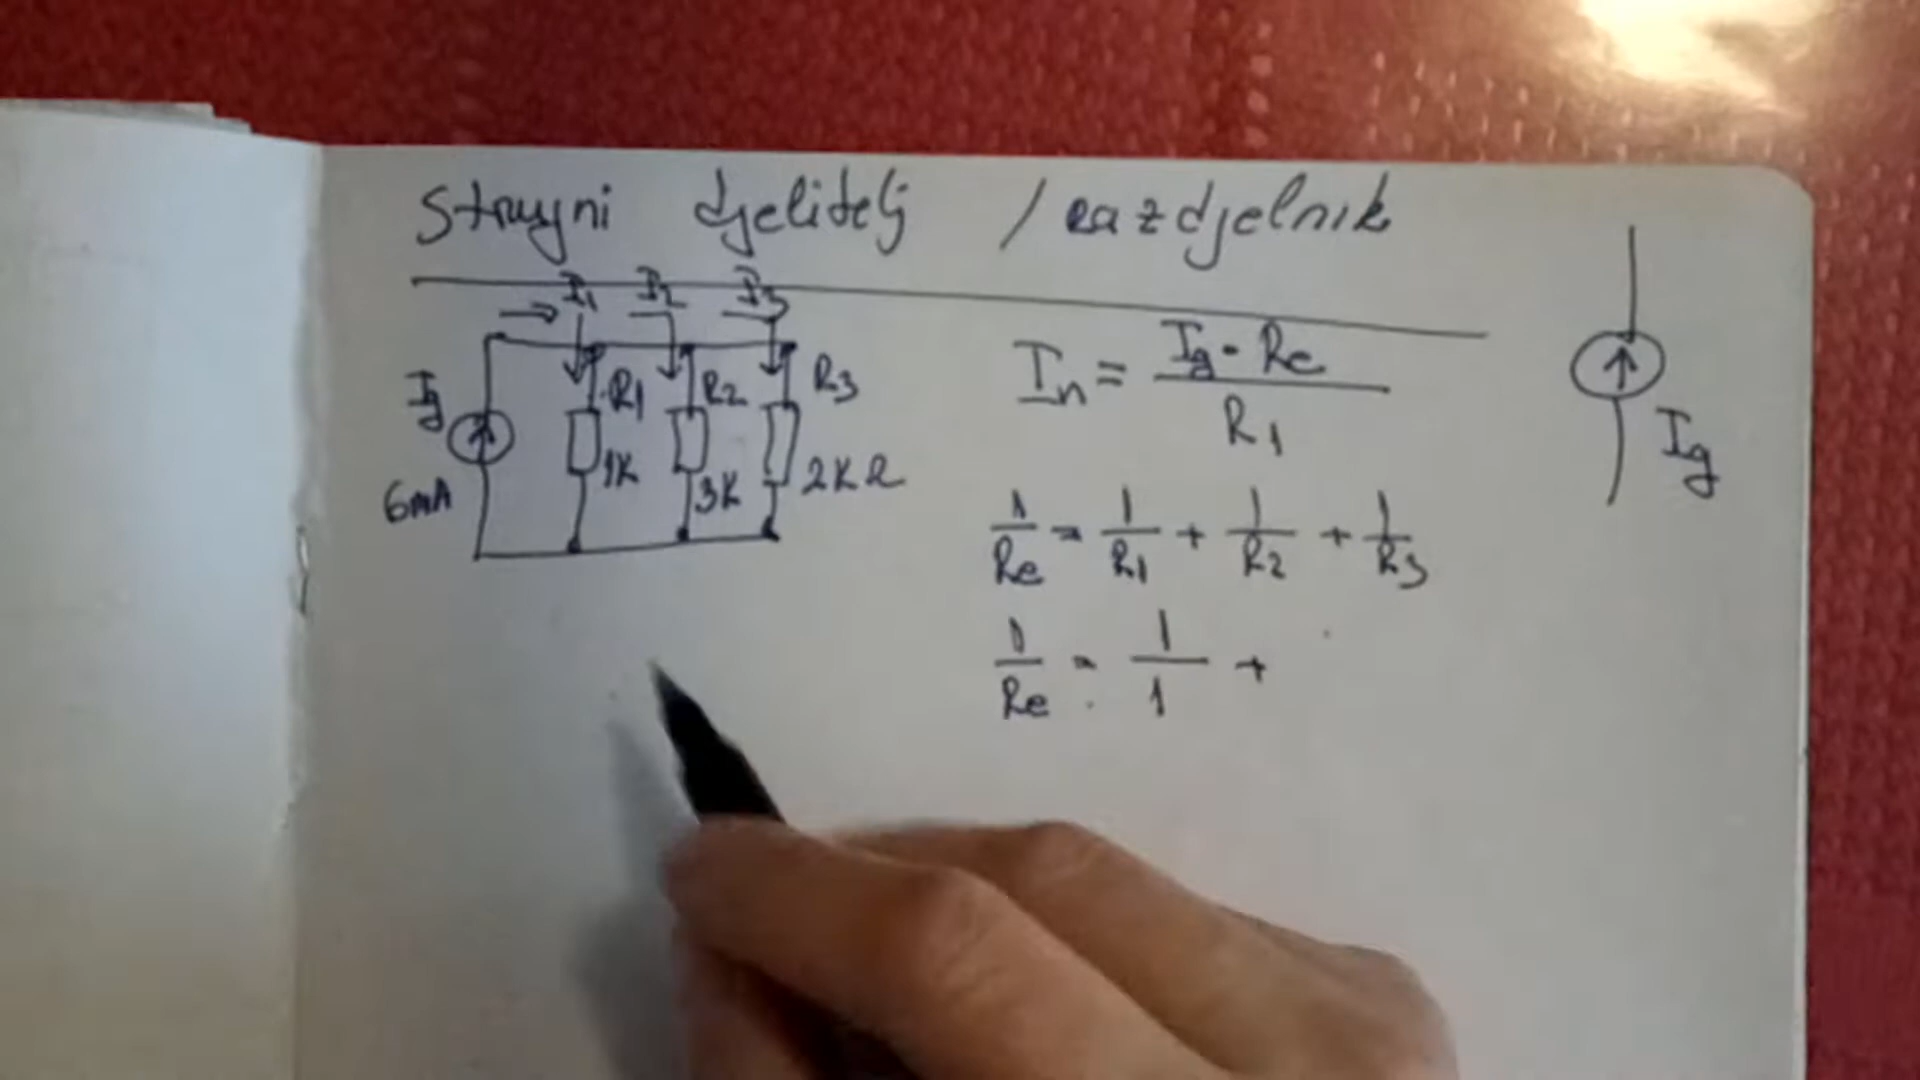 Strujni djelitelj / razdjelnik
I1 I2 I3
Ig
6mA
R1
1K
R2
3K
R3
2KΩ
In = Ig · Re / R1
1/Re = 1/R1 + 1/R2 + 1/R3
1/Re = 1/1 +
Ig